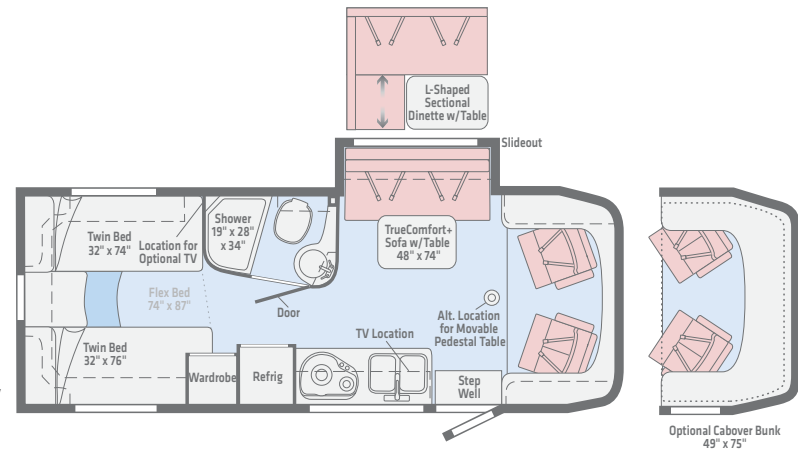 L-Shaped
Sectional
Dinette w/Table
Slideout
Shower
19" x 28"
x 34"
Twin Bed
32" x 74"
Location for
Optional TV
TrueComfort+
Sofa w/Table
48" x 74"
Flex Bed
74" x 87"
Door
Alt. Location
for Movable
Pedestal Table
TV Location
Twin Bed
32" x 76"
Wardrobe
Refrig
Step
Well
Optional Cabover Bunk
49" x 75"